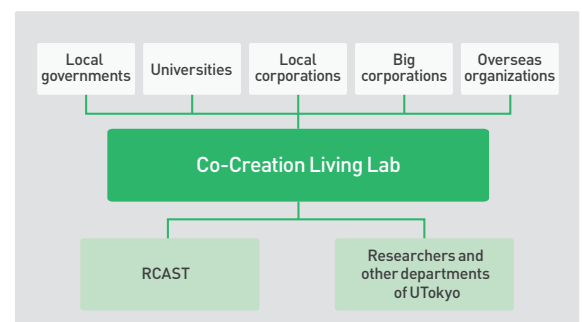 Local
governments
Universities
Local
corporations
Big
corporations
Overseas
organizations
Co-Creation Living Lab
RCAST
Researchers and
other departments
of UTokyo